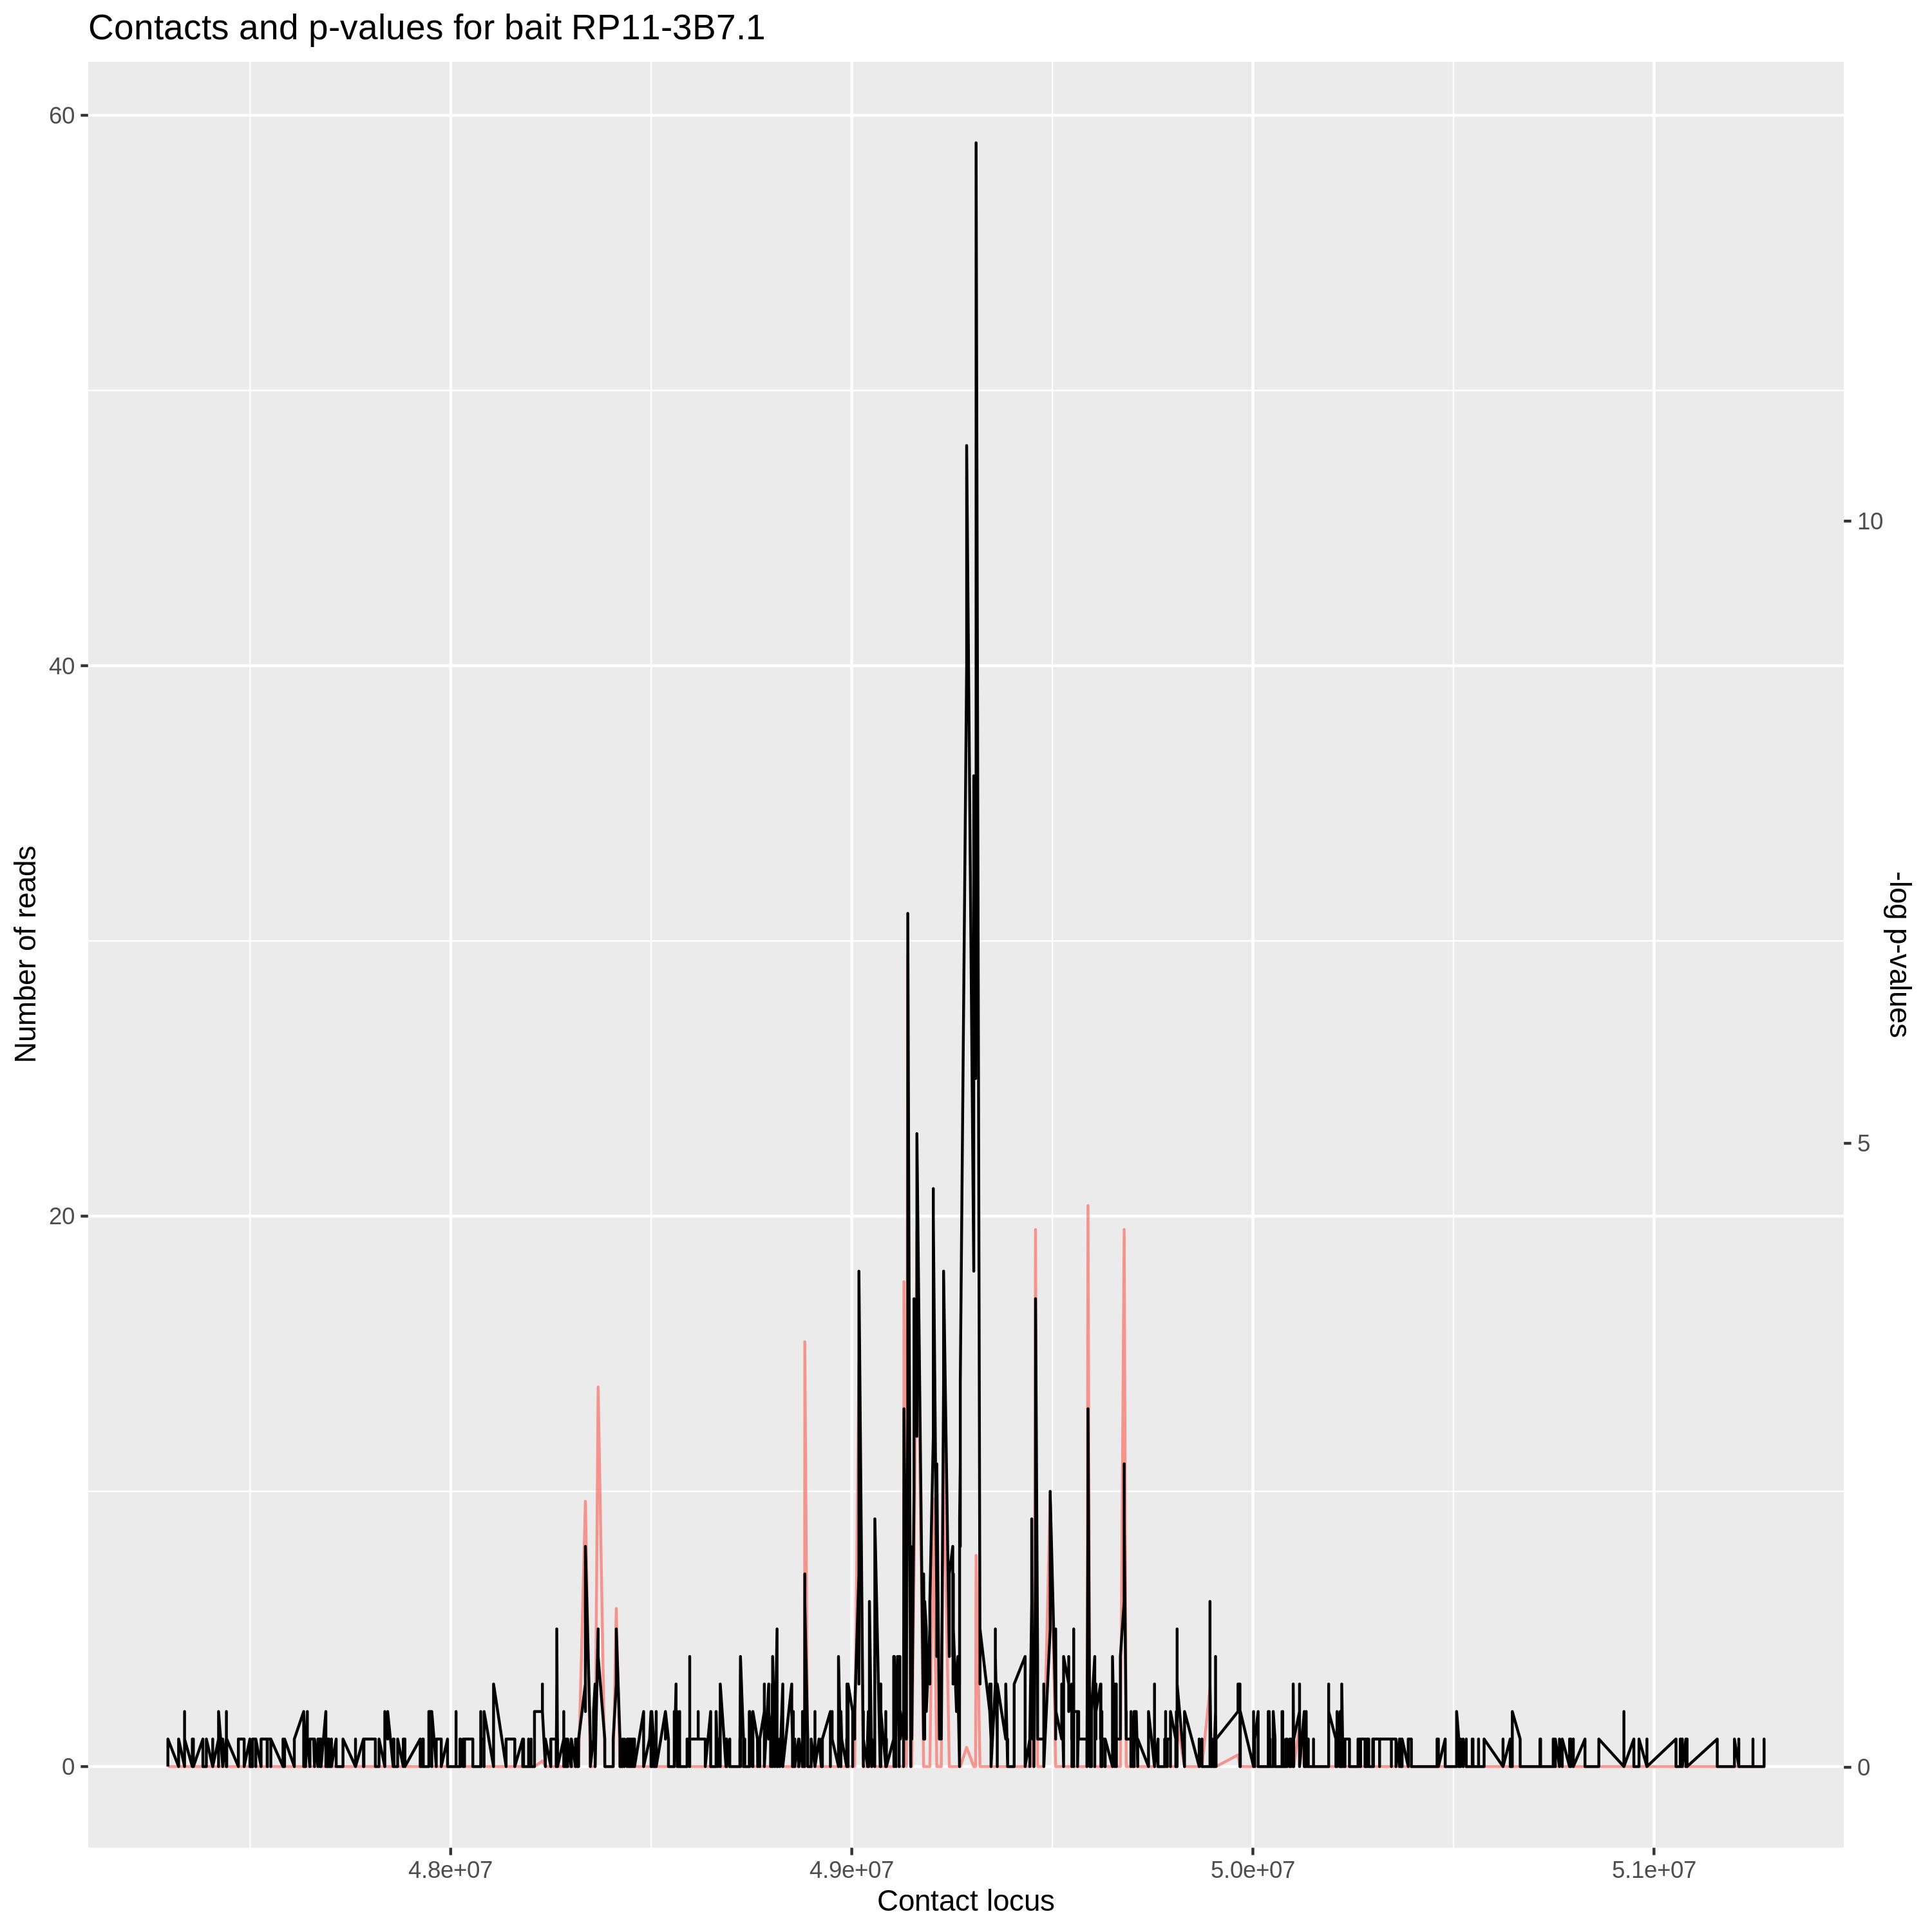 Contacts and p-values for bait RP11-3B7.1
60
40
20
0
Number of reads
10
5
0
-log p-values
4.8e+07 4.9e+07 5.0e+07 5.1e+07
Contact locus